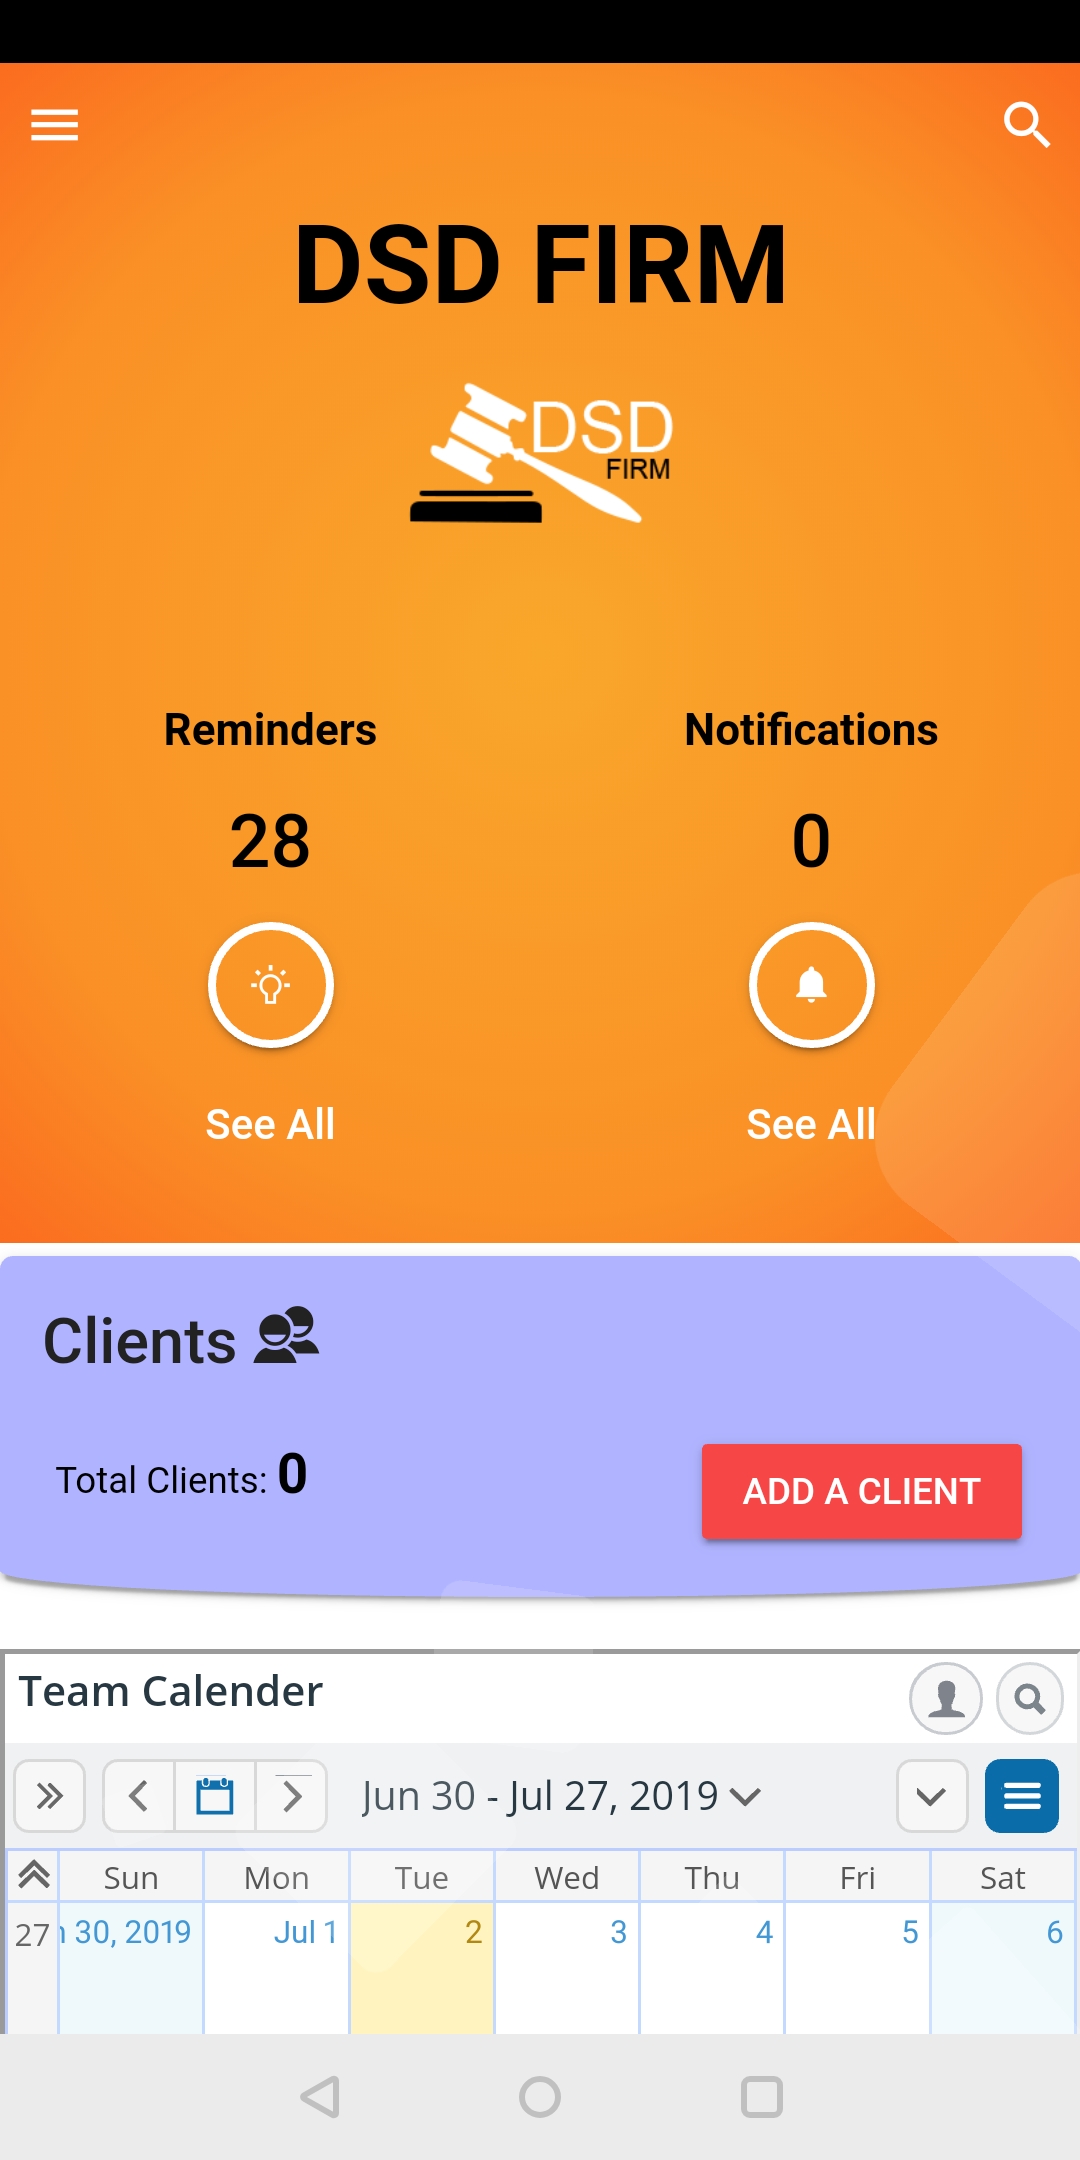 DSD FIRM
DSD
FIRM
Reminders
Notifications
28
0
See All
See All
Clients
Total Clients: 0
ADD A CLIENT
Team Calender
Jun 30 - Jul 27, 2019
Sun Mon Tue Wed Thu Fri Sat
27 30, 2019 Jul 1 2 3 4 5 6